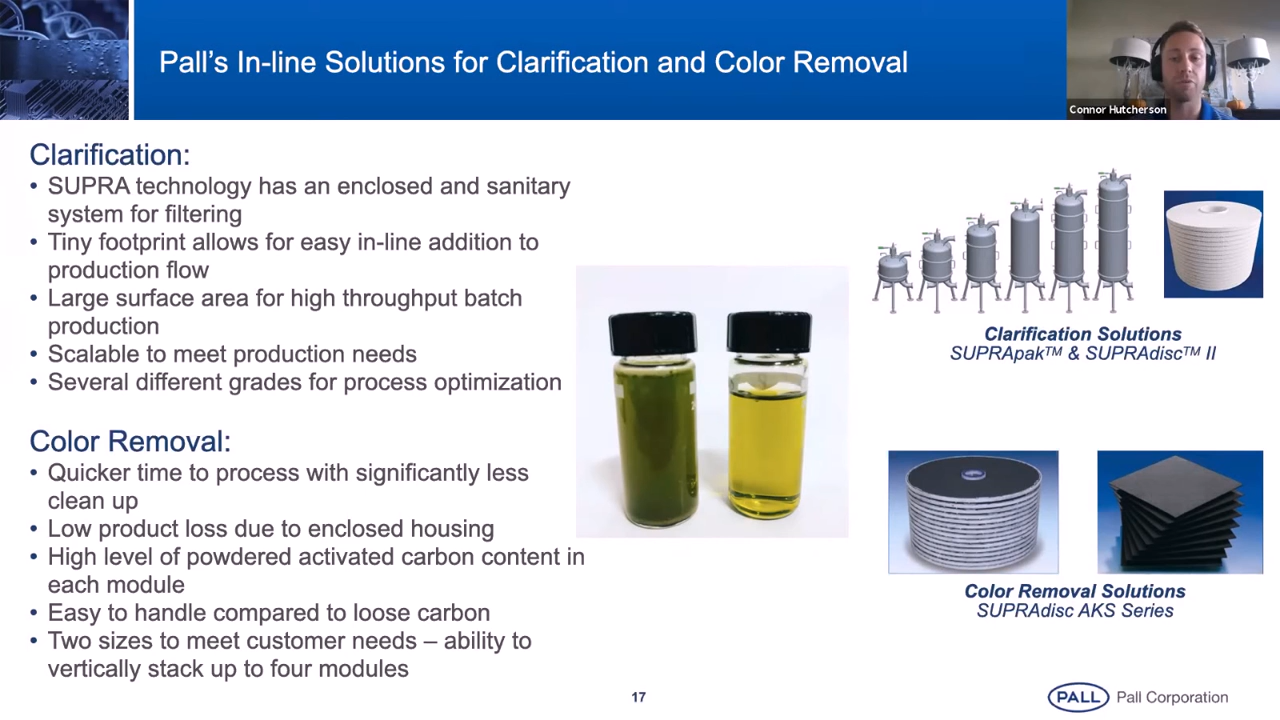 Pall’s In-line Solutions for Clarification and Color Removal
Connor Hutcherson
Clarification:
• SUPRA technology has an enclosed and sanitary
system for filtering
• Tiny footprint allows for easy in-line addition to
production flow
• Large surface area for high throughput batch
production
• Scalable to meet production needs
• Several different grades for process optimization
Color Removal:
• Quicker time to process with significantly less
clean up
• Low product loss due to enclosed housing
• High level of powdered activated carbon content in
each module
• Easy to handle compared to loose carbon
• Two sizes to meet customer needs – ability to
vertically stack up to four modules
Clarification Solutions
SUPRApak™ & SUPRAdisc™ II
Color Removal Solutions
SUPRAdisc AKS Series
17
PALL Pall Corporation